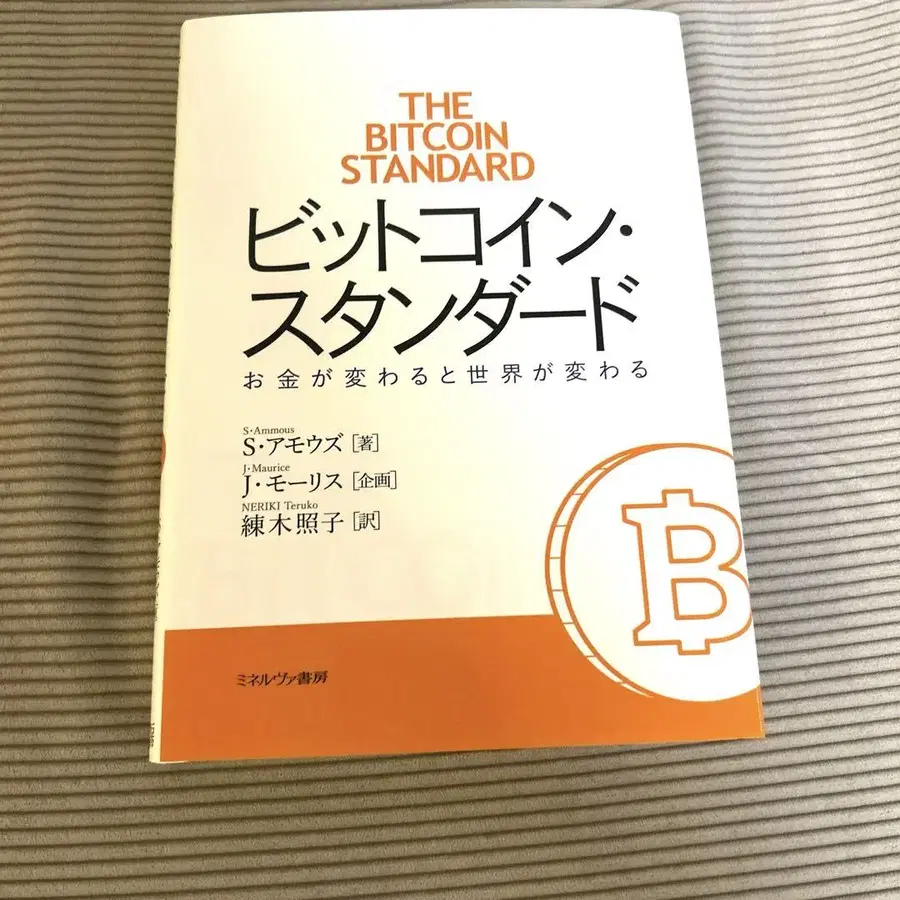 THE
BITCOIN
STANDARD
ビットコイン・
スタンダード
お金が変わると世界が変わる
S・Ammous
S・アモウズ［著］
J・Maurice
J・モーリス［企画］
NERIKI Teruko
練木照子［訳］
B
ミネルヴァ書房